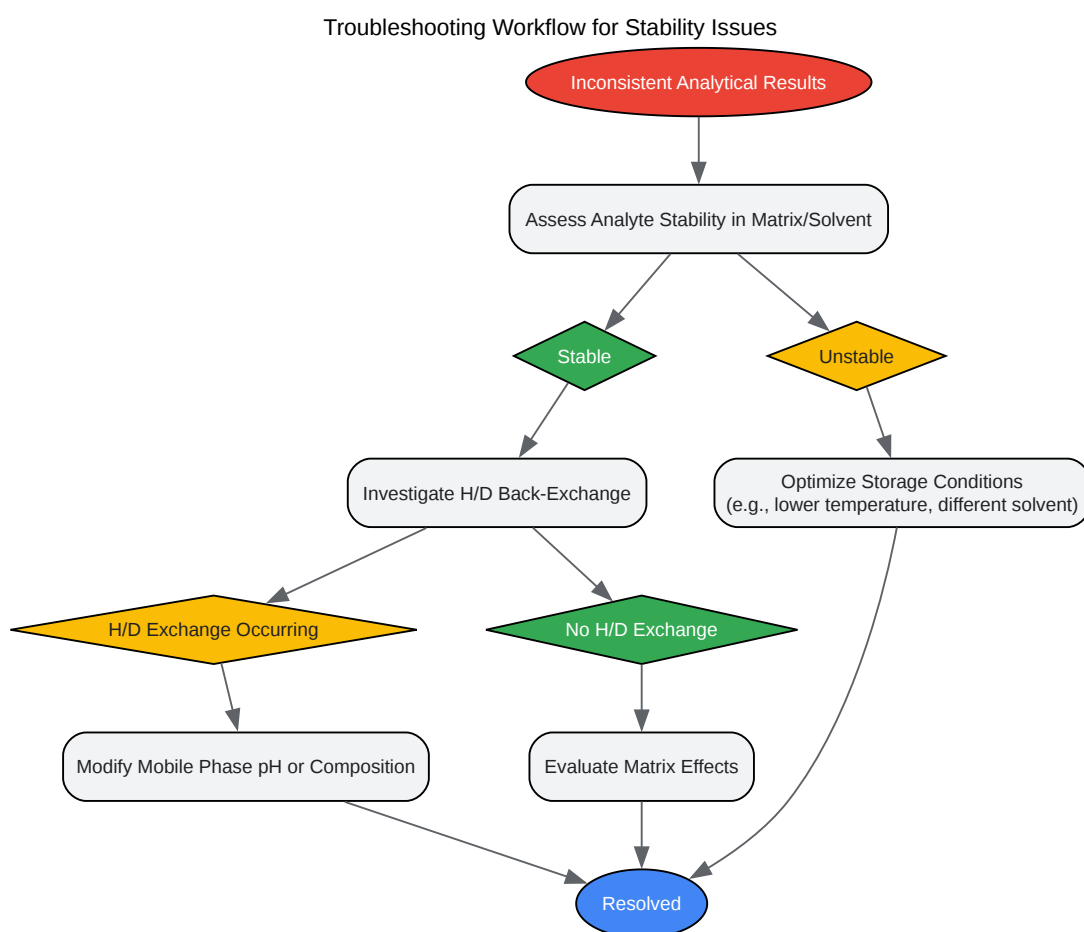 Troubleshooting Workflow for Stability Issues
Inconsistent Analytical Results
Assess Analyte Stability in Matrix/Solvent
Stable
Unstable
Investigate H/D Back-Exchange
Optimize Storage Conditions
(e.g., lower temperature, different solvent)
H/D Exchange Occurring
No H/D Exchange
Modify Mobile Phase pH or Composition
Evaluate Matrix Effects
Resolved